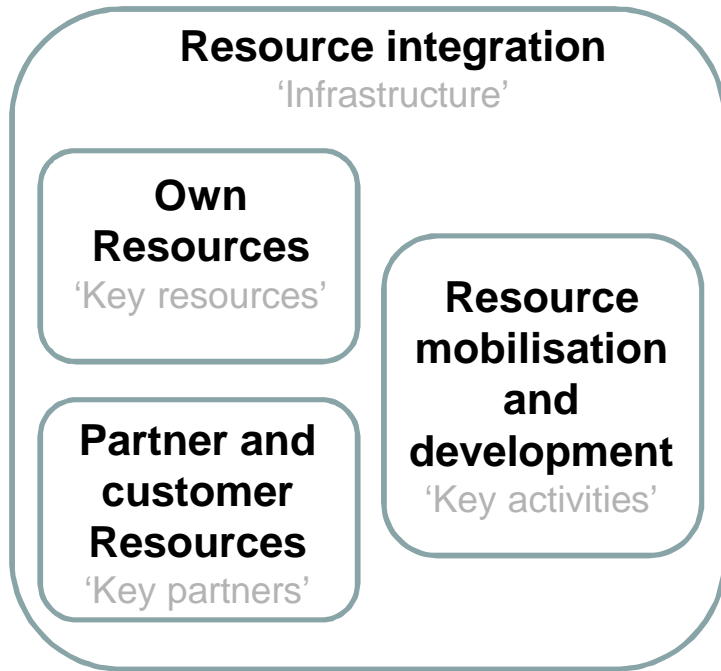 Resource integration
‘Infrastructure’
Own
Resources
‘Key resources’
Partner and
customer
Resources
‘Key partners’
Resource
mobilisation
and
development
‘Key activities’